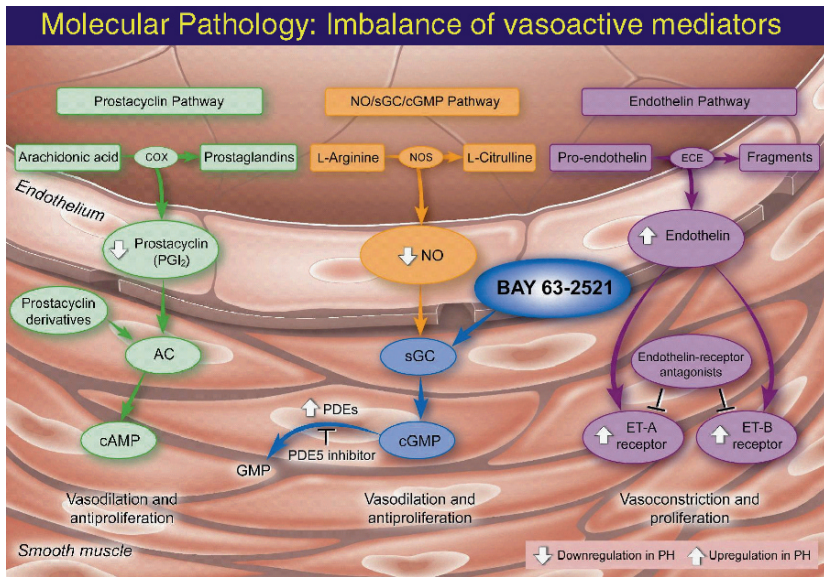 Molecular Pathology: Imbalance of vasoactive mediators
Prostacyclin Pathway
NO/sGC/cGMP Pathway
Endothelin Pathway
Arachidonic acid
COX
Prostaglandins
L-Arginine
NOS
L-Citrulline
Pro-endothelin
ECE
Fragments
Endothelium
Prostacyclin
(PGI₂)
NO
Endothelin
BAY 63-2521
Prostacyclin
derivatives
AC
sGC
Endothelin-receptor
antagonists
PDEs
cAMP
cGMP
GMP
PDE5 inhibitor
ET-A
receptor
ET-B
receptor
Vasodilation and
antiproliferation
Vasodilation and
antiproliferation
Vasoconstriction and
proliferation
Smooth muscle
Downregulation in PH
Upregulation in PH